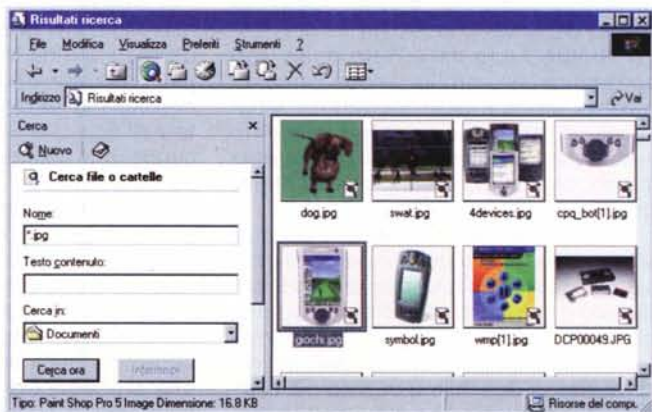 Risultati ricerca
File Modifica Visualizza Preferiti Strumenti ?
Indirizzo Risultati ricerca Vai
Cerca
Nuovo
Cerca file o cartelle
Nome:
*.jpg
Testo contenuto:
Cerca in:
Documenti
Cerca ora
dog.jpg swat.jpg 4devices.jpg cpq_bot[1].jpg
giochi.jpg symbol.jpg wmp[1].jpg DCP00049.JPG
Tipo: Paint Shop Pro 5 Image Dimensione: 16.8 KB Risorse del compu.